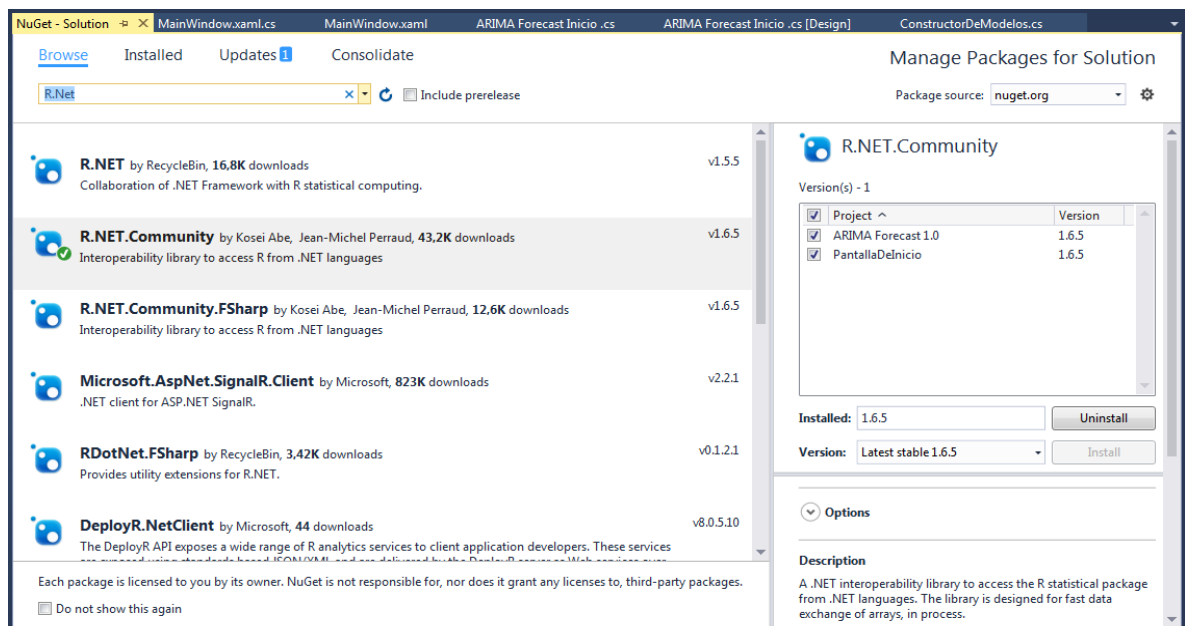 NuGet - Solution MainWindow.xaml.cs MainWindow.xaml ARIMA Forecast Inicio .cs ARIMA Forecast Inicio .cs [Design] ConstructorDeModelos.cs
Browse Installed Updates 1 Consolidate
Manage Packages for Solution
R.Net
Include prerelease
Package source: nuget.org
R.NET by RecycleBin, 16,8K downloads v1.5.5
Collaboration of .NET Framework with R statistical computing.
R.NET.Community by Kosei Abe, Jean-Michel Perraud, 43,2K downloads v1.6.5
Interoperability library to access R from .NET languages
R.NET.Community.FSharp by Kosei Abe, Jean-Michel Perraud, 12,6K downloads v1.6.5
Interoperability library to access R from .NET languages
Microsoft.AspNet.SignalR.Client by Microsoft, 823K downloads v2.2.1
.NET client for ASP.NET SignalR.
RDotNet.FSharp by RecycleBin, 3,42K downloads v0.1.2.1
Provides utility extensions for R.NET.
DeployR.NetClient by Microsoft, 44 downloads v8.0.5.10
The DeployR API exposes a wide range of R analytics services to client application developers. These services
Each package is licensed to you by its owner. NuGet is not responsible for, nor does it grant any licenses to, third-party packages.
Do not show this again
R.NET.Community
Version(s) - 1
Project Version
ARIMA Forecast 1.0 1.6.5
PantallaDeInicio 1.6.5
Installed: 1.6.5 Uninstall
Version: Latest stable 1.6.5 Install
Options
Description
A .NET interoperability library to access the R statistical package
from .NET languages. The library is designed for fast data
exchange of arrays, in process.